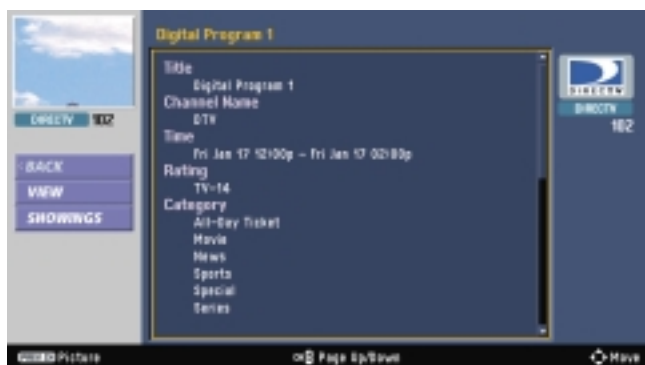 Digital Program 1
Title
Digital Program 1
Channel Name
DTV
Time
Fri Jan 17 12:00p - Fri Jan 17 02:00p
Rating
TV-14
Category
All-Day Ticket
Movie
News
Sports
Special
Series
DIRECTV 102
BACK
VIEW
SHOWINGS
DIRECTV
DIRECTV
102
Picture
Page Up/Down
Move